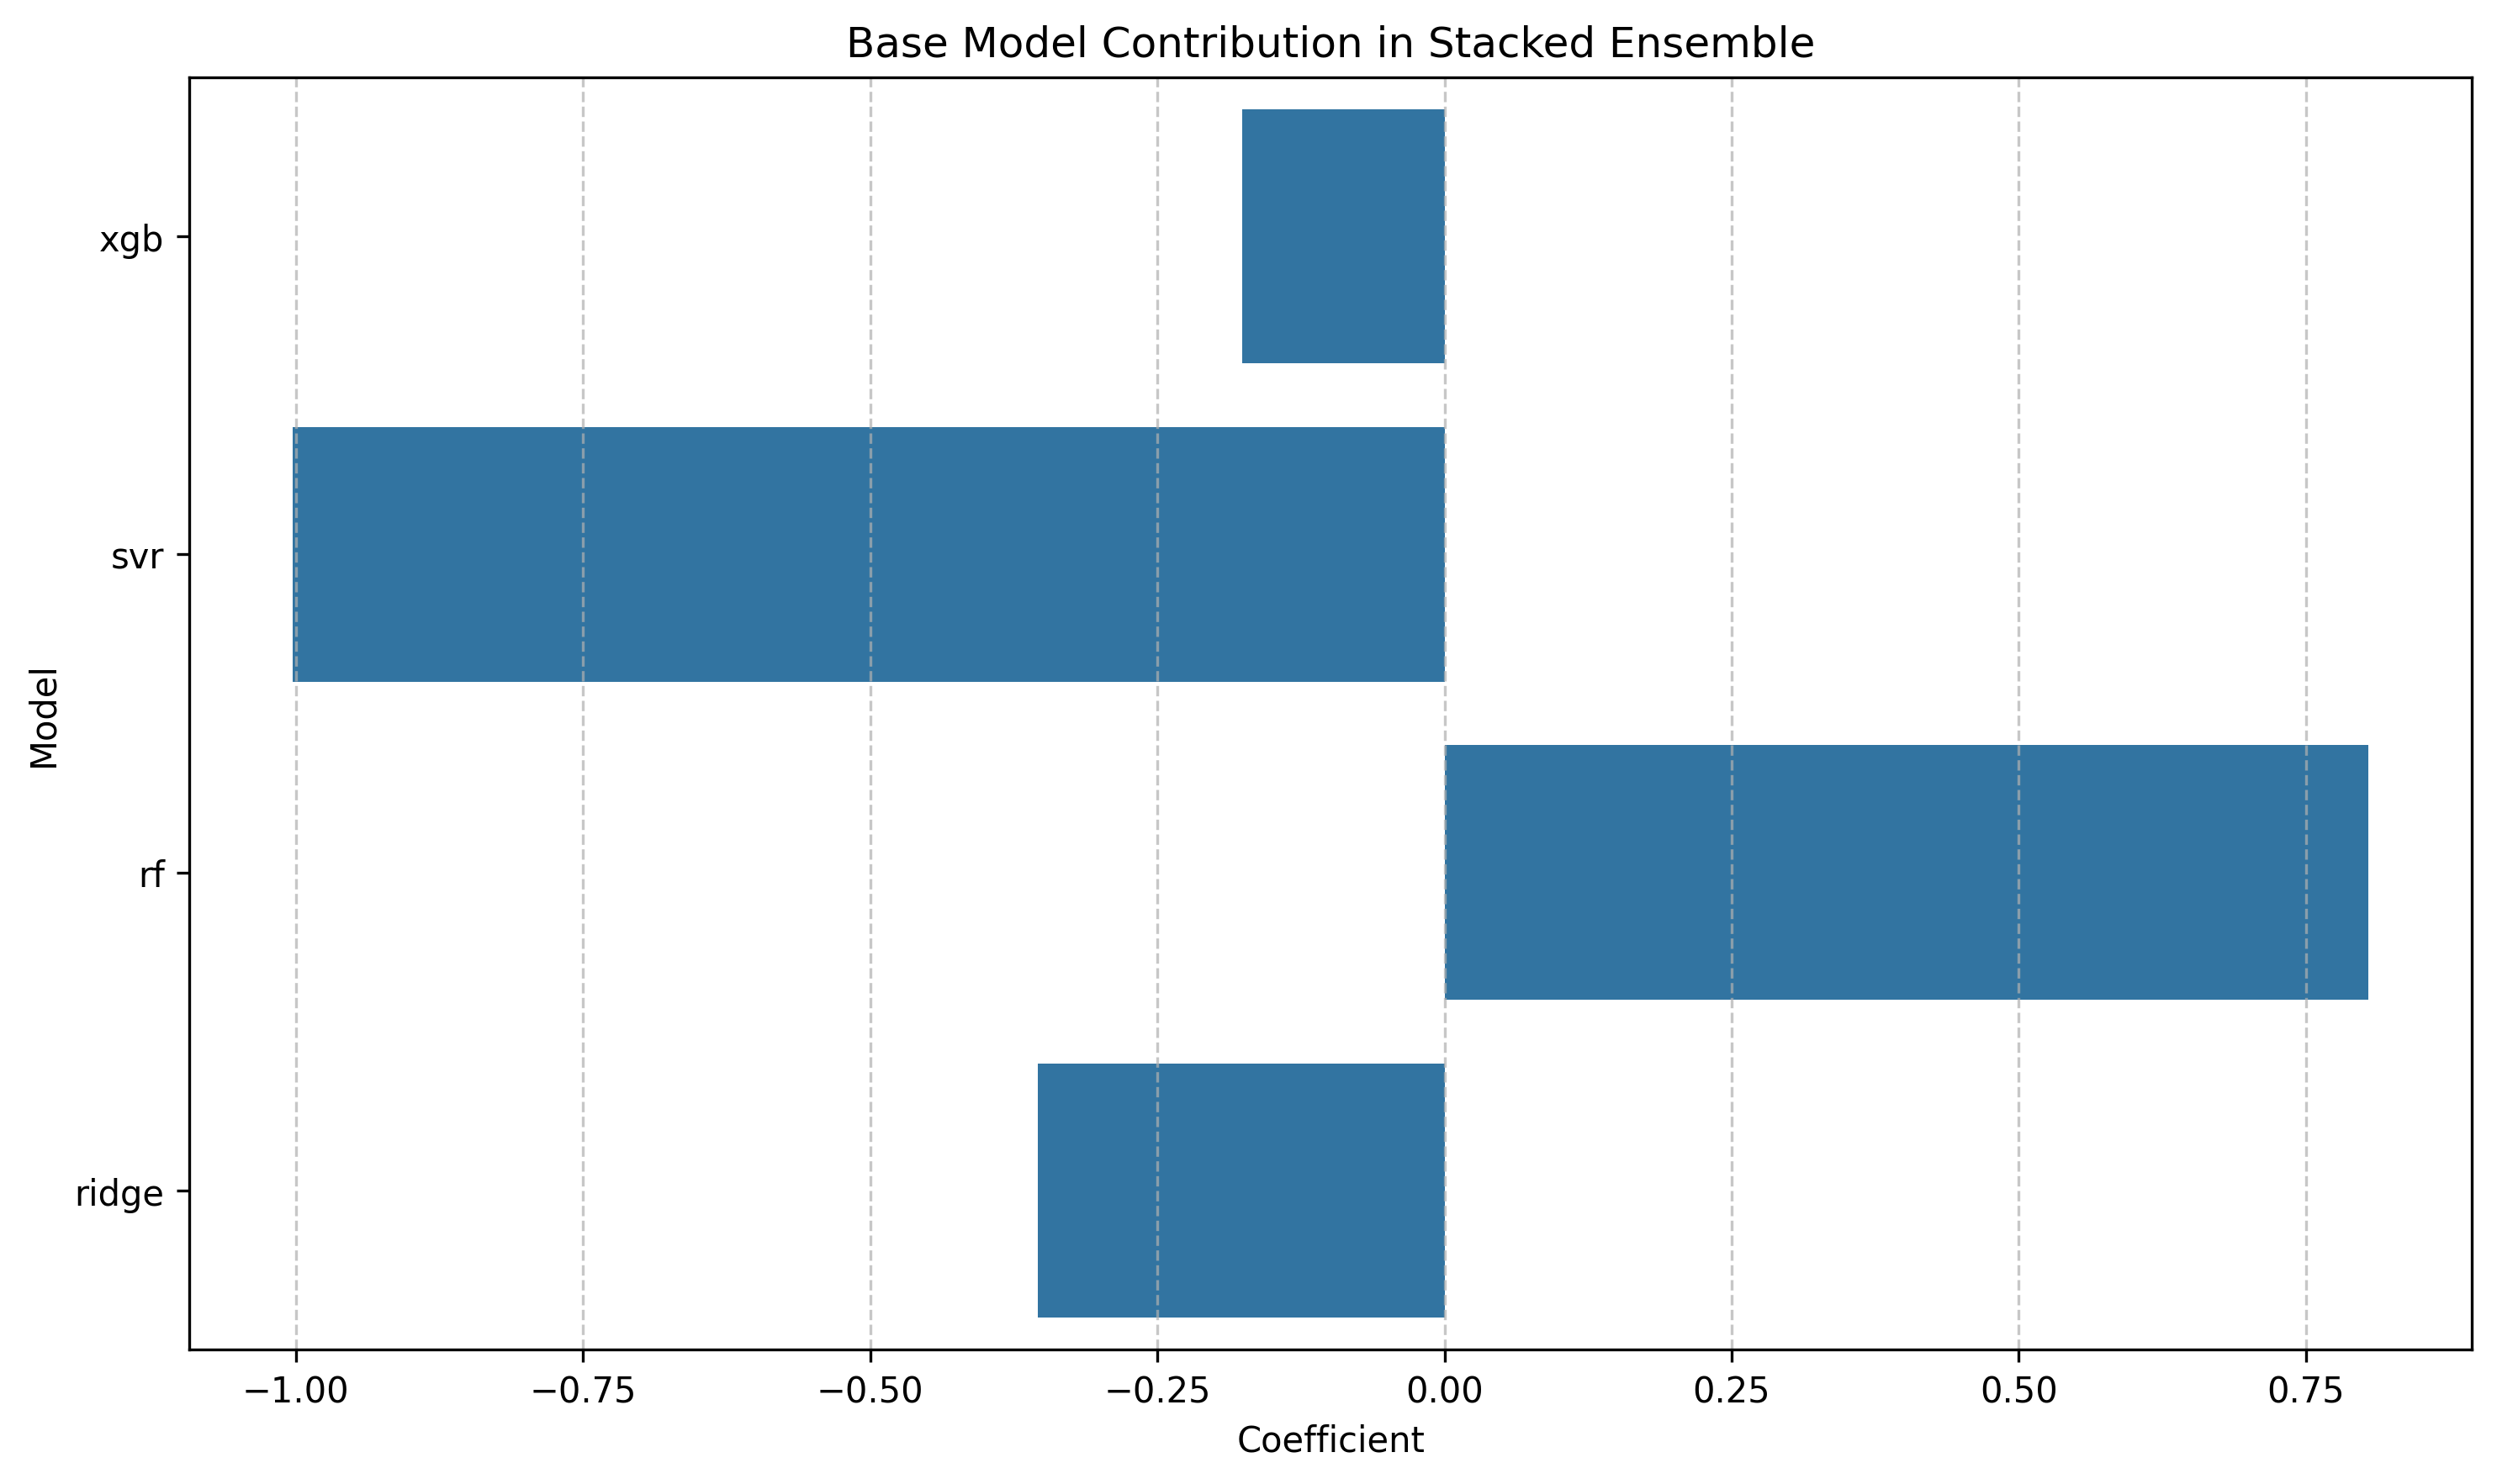 Base Model Contribution in Stacked Ensemble
xgb
svr
rf
ridge
Model
−1.00 −0.75 −0.50 −0.25 0.00 0.25 0.50 0.75
Coefficient